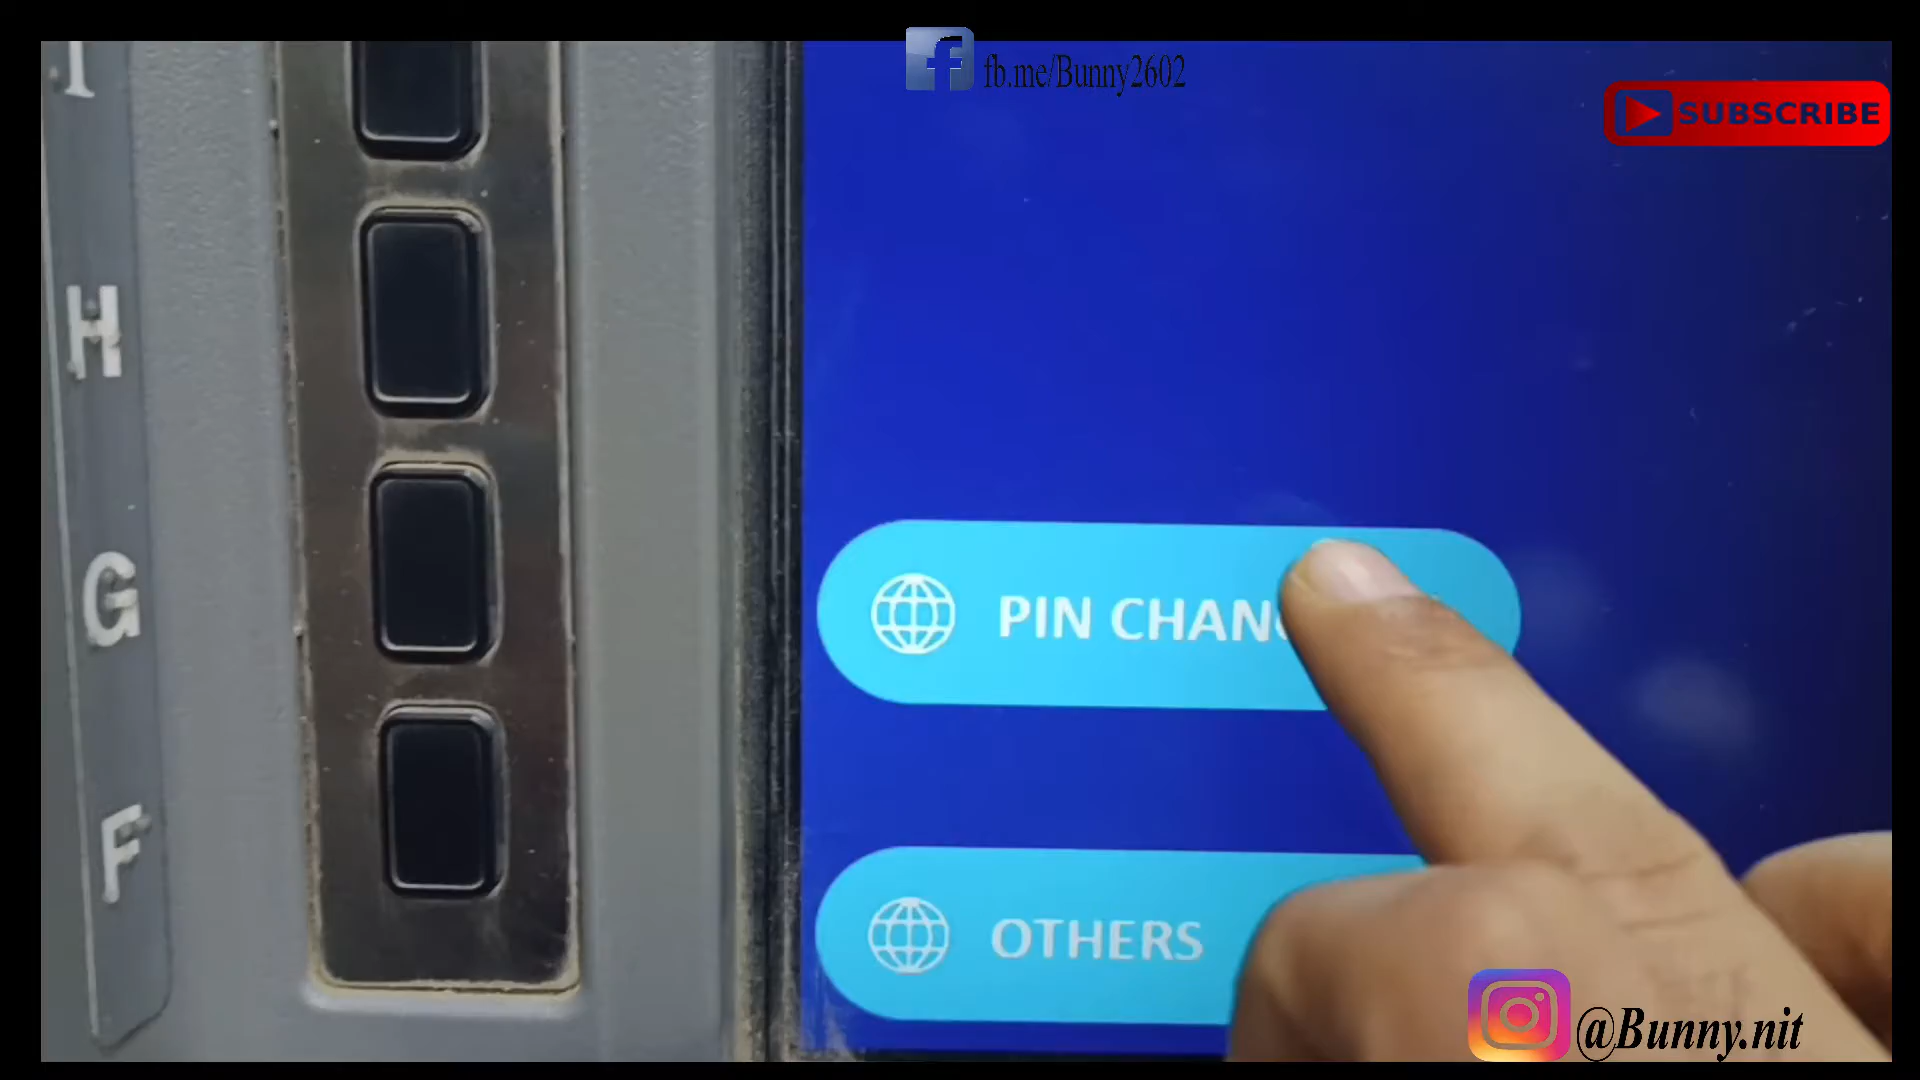 fb.me/Bunny2602
SUBSCRIBE
I
H
G
F
PIN CHAN
OTHERS
@Bunny.nit